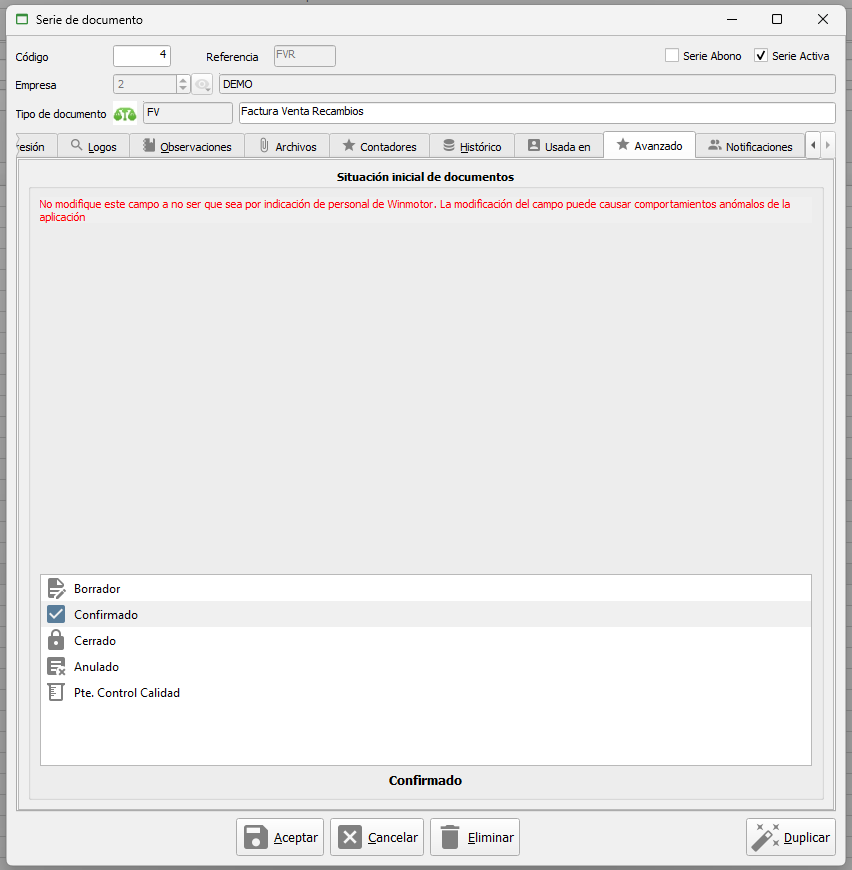 Serie de documento
Código 4 Referencia FVR Serie Abono Serie Activa
Empresa 2 DEMO
Tipo de documento FV Factura Venta Recambios
resión Logos Observaciones Archivos Contadores Histórico Usada en Avanzado Notificaciones
Situación inicial de documentos
No modifique este campo a no ser que sea por indicación de personal de Winmotor. La modificación del campo puede causar comportamientos anómalos de la
aplicación
Borrador
Confirmado
Cerrado
Anulado
Pte. Control Calidad
Confirmado
Aceptar Cancelar Eliminar Duplicar